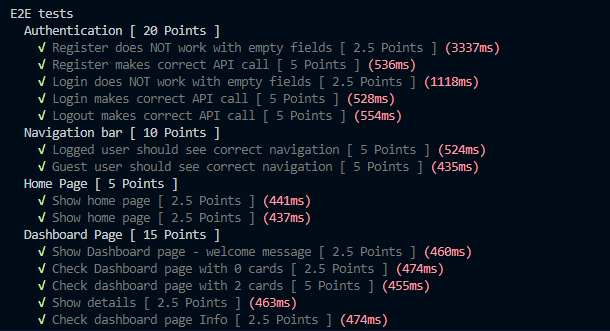 E2E tests
Authentication [ 20 Points ]
√ Register does NOT work with empty fields [ 2.5 Points ] (3337ms)
√ Register makes correct API call [ 5 Points ] (536ms)
√ Login does NOT work with empty fields [ 2.5 Points ] (1118ms)
√ Login makes correct API call [ 5 Points ] (528ms)
√ Logout makes correct API call [ 5 Points ] (554ms)
Navigation bar [ 10 Points ]
√ Logged user should see correct navigation [ 5 Points ] (524ms)
√ Guest user should see correct navigation [ 5 Points ] (435ms)
Home Page [ 5 Points ]
√ Show home page [ 2.5 Points ] (441ms)
√ Show home page [ 2.5 Points ] (437ms)
Dashboard Page [ 15 Points ]
√ Show Dashboard page - welcome message [ 2.5 Points ] (460ms)
√ Check Dashboard page with 0 cards [ 2.5 Points ] (474ms)
√ Check dashboard page with 2 cards [ 5 Points ] (455ms)
√ Show details [ 2.5 Points ] (463ms)
√ Check dashboard page Info [ 2.5 Points ] (474ms)